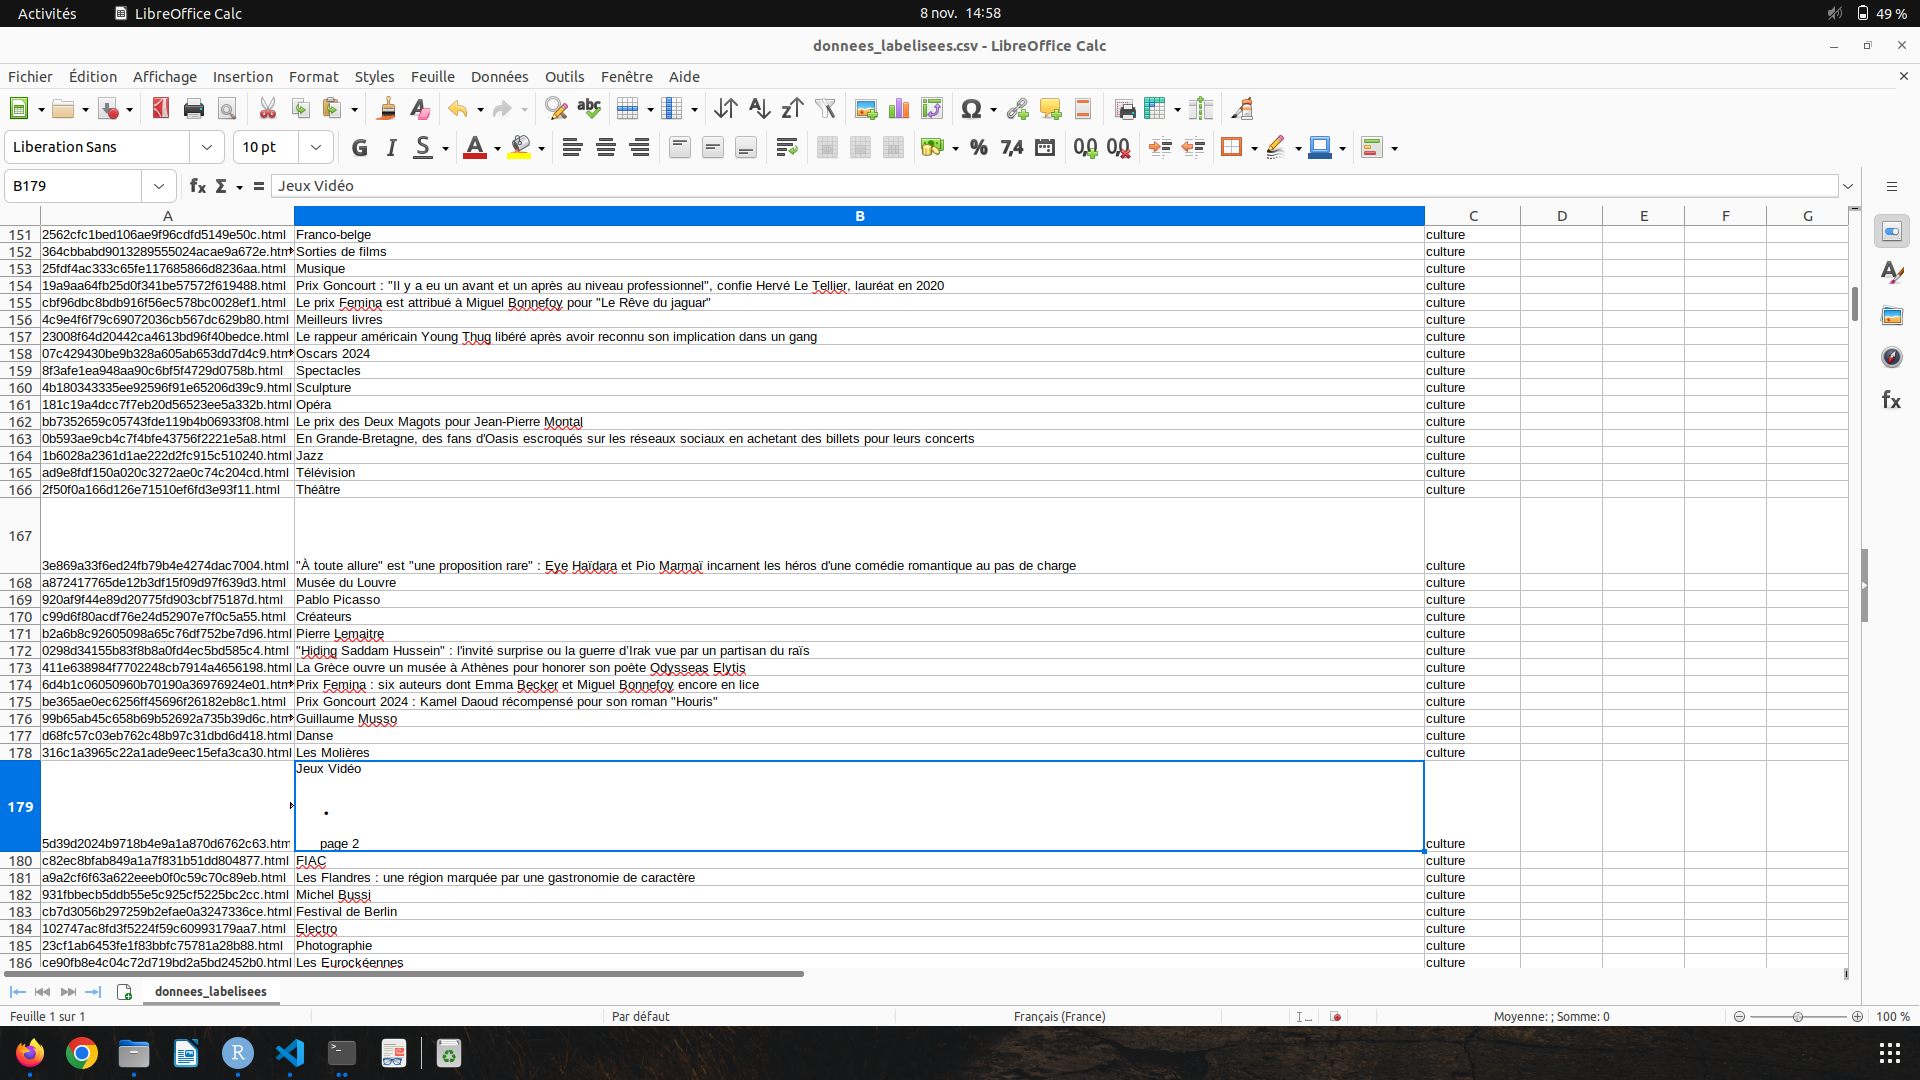 Activités LibreOffice Calc 8 nov. 14:58 49 %
donnees_labelisees.csv - LibreOffice Calc
Fichier Édition Affichage Insertion Format Styles Feuille Données Outils Fenêtre Aide
Liberation Sans 10 pt G I S A % 7,4 0,0 0,0
B179 fx Σ = Jeux Vidéo
A B C D E F G
151 2562cfc1bed106ae9f96cdfd5149e50c.html Franco-belge culture
152 364cbbabd9013289555024acae9a672e.htm Sorties de films culture
153 25fdf4ac333c65fe117685866d8236aa.html Musique culture
154 19a9aa64fb25d0f341be57572f619488.html Prix Goncourt : "Il y a eu un avant et un après au niveau professionnel", confie Hervé Le Tellier, lauréat en 2020 culture
155 cbf96dbc8bdb916f56ec578bc0028ef1.html Le prix Femina est attribué à Miguel Bonnefoy pour "Le Rêve du jaguar" culture
156 4c9e4f6f79c69072036cb567dc629b80.html Meilleurs livres culture
157 23008f64d20442ca4613bd96f40bedce.html Le rappeur américain Young Thug libéré après avoir reconnu son implication dans un gang culture
158 07c429430be9b328a605ab653dd7d4c9.htm Oscars 2024 culture
159 8f3afe1ea948aa90c6bf5f4729d0758b.html Spectacles culture
160 4b180343335ee92596f91e65206d39c9.html Sculpture culture
161 181c19a4dcc7f7eb20d56523ee5a332b.html Opéra culture
162 bb7352659c05743fde119b4b06933f08.html Le prix des Deux Magots pour Jean-Pierre Montal culture
163 0b593ae9cb4c7f4bfe43756f2221e5a8.html En Grande-Bretagne, des fans d'Oasis escroqués sur les réseaux sociaux en achetant des billets pour leurs concerts culture
164 1b6028a2361d1ae222d2fc915c510240.html Jazz culture
165 ad9e8fdf150a020c3272ae0c74c204cd.html Télévision culture
166 2f50f0a166d126e71510ef6fd3e93f11.html Théâtre culture
167 3e869a33f6ed24fb79b4e4274dac7004.html "À toute allure" est "une proposition rare" : Eye Haïdara et Pio Marmaï incarnent les héros d'une comédie romantique au pas de charge culture
168 a872417765de12b3df15f09d97f639d3.html Musée du Louvre culture
169 920af9f44e89d20775fd903cbf75187d.html Pablo Picasso culture
170 c99d6f80acdf76e24d52907e7f0c5a55.html Créateurs culture
171 b2a6b8c92605098a65c76df752be7d96.html Pierre Lemaitre culture
172 0298d34155b83f8b8a0fd4ec5bd585c4.html "Hiding Saddam Hussein" : l'invité surprise ou la guerre d'Irak vue par un partisan du raïs culture
173 411e638984f7702248cb7914a4656198.html La Grèce ouvre un musée à Athènes pour honorer son poète Odysseas Elytis culture
174 6d4b1c06050960b70190a36976924e01.htm Prix Femina : six auteurs dont Emma Becker et Miguel Bonnefoy encore en lice culture
175 be365ae0ec6256ff45696f26182eb8c1.html Prix Goncourt 2024 : Kamel Daoud récompensé pour son roman "Houris" culture
176 99b65ab45c658b69b52692a735b39d6c.htm Guillaume Musso culture
177 d68fc57c03eb762c48b97c31dbd6d418.html Danse culture
178 316c1a3965c22a1ade9eec15efa3ca30.html Les Molières culture
Jeux Vidéo
179 •
5d39d2024b9718b4e9a1a870d6762c63.htm page 2 culture
180 c82ec8bfab849a1a7f831b51dd804877.html FIAC culture
181 a9a2cf6f63a622eeeb0f0c59c70c89eb.html Les Flandres : une région marquée par une gastronomie de caractère culture
182 931fbbecb5ddb55e5c925cf5225bc2cc.html Michel Bussi culture
183 cb7d3056b297259b2efae0a3247336ce.html Festival de Berlin culture
184 102747ac8fd3f5224f59c60993179aa7.html Electro culture
185 23cf1ab6453fe1f83bbfc75781a28b88.html Photographie culture
186 ce90fb8e4c04c72d719bd2a5bd2452b0.html Les Eurockéennes culture
donnees_labelisees
Feuille 1 sur 1 Par défaut Français (France) Moyenne: ; Somme: 0 100 %